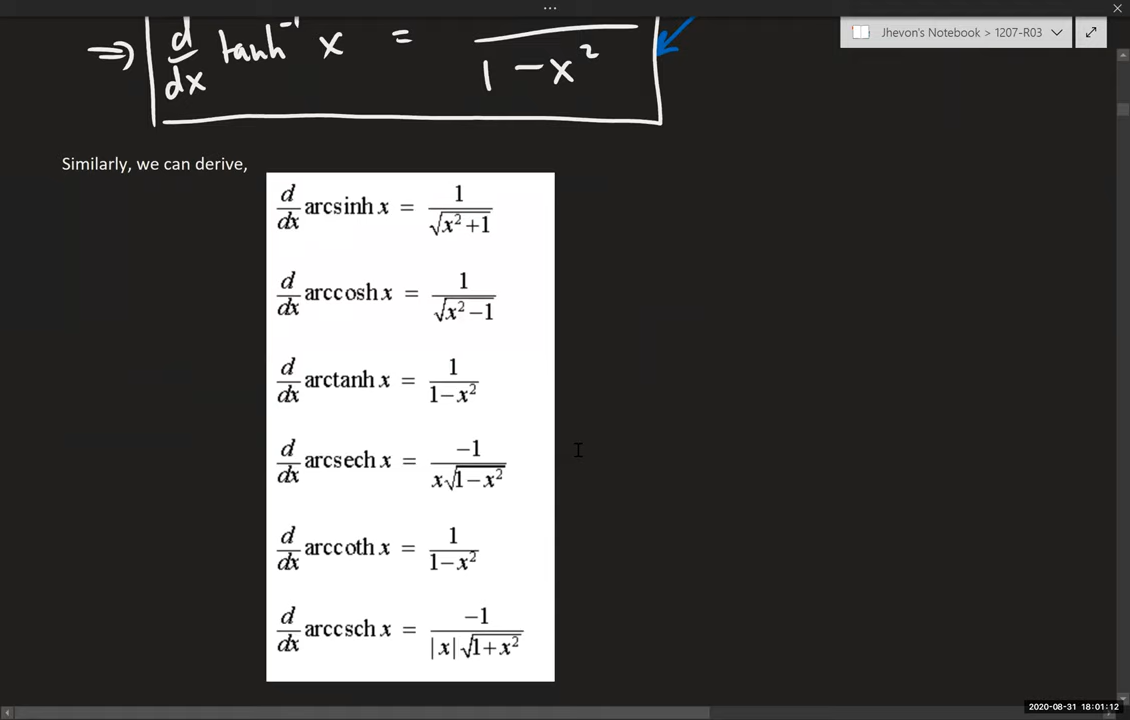 Jhevon's Notebook > 1207-R03
⇒ d/dx tanh⁻¹ x = ─── / 1 − x²
Similarly, we can derive,
d/dx arcsinh x = 1/√(x²+1)
d/dx arccosh x = 1/√(x²−1)
d/dx arctanh x = 1/(1−x²)
d/dx arcsech x = −1/(x√(1−x²))
d/dx arccoth x = 1/(1−x²)
d/dx arccsch x = −1/(|x|√(1+x²))
2020-08-31 18:01:12